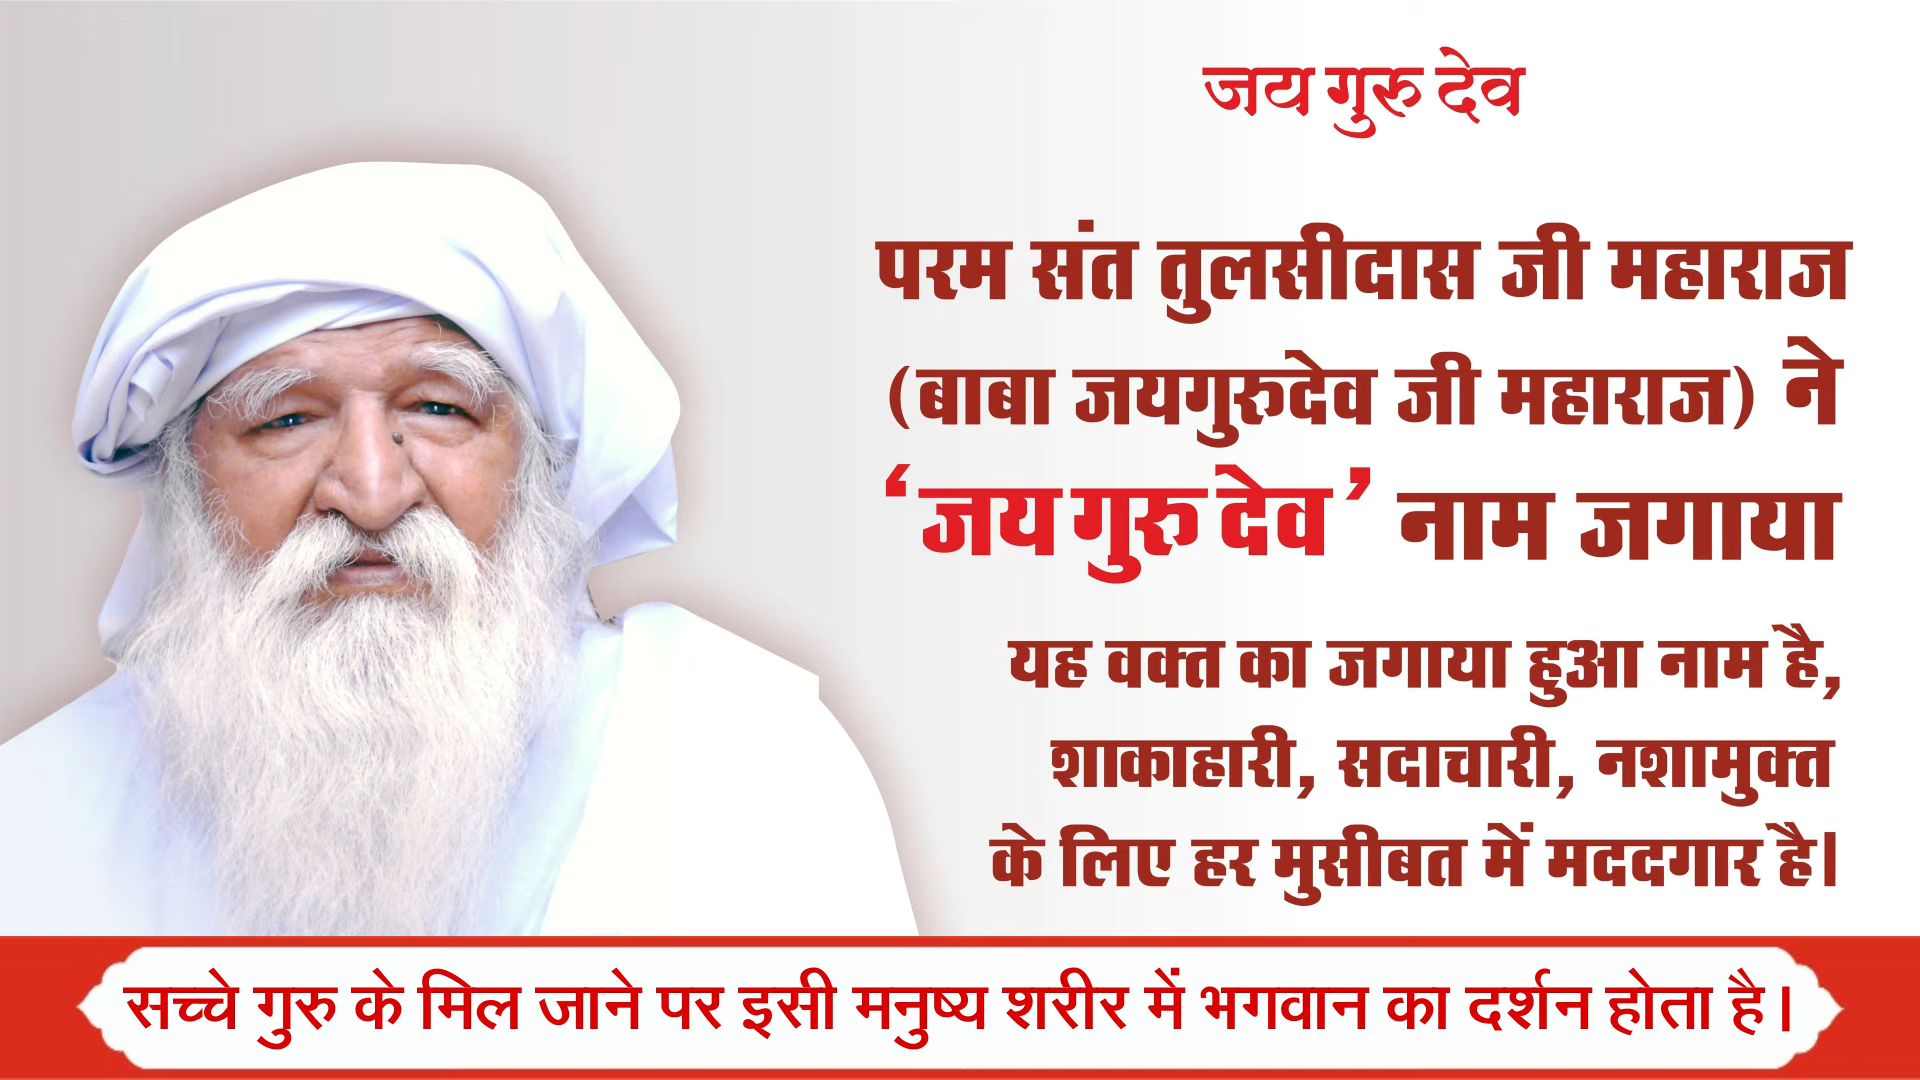 जय गुरु देव
परम संत तुलसीदास जी महाराज
(बाबा जयगुरुदेव जी महाराज) ने
‘जय गुरु देव’ नाम जगाया
यह वक्त का जगाया हुआ नाम है,
शाकाहारी, सदाचारी, नशामुक्त
के लिए हर मुसीबत में मददगार है।
सच्चे गुरु के मिल जाने पर इसी मनुष्य शरीर में भगवान का दर्शन होता है।